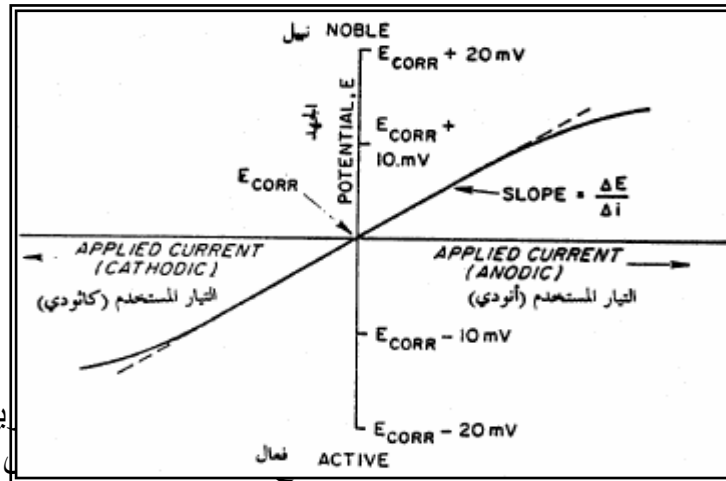 نبيل NOBLE
E CORR + 20 mV
الجهد
POTENTIAL, E
E CORR +
10.mV
E CORR
SLOPE = ΔE
Δi
APPLIED CURRENT
(CATHODIC)
التيار المستخدم (كاثودي)
APPLIED CURRENT
(ANODIC)
التيار المستخدم (أنودي)
E CORR − 10 mV
E CORR − 20 mV
فعال ACTIVE